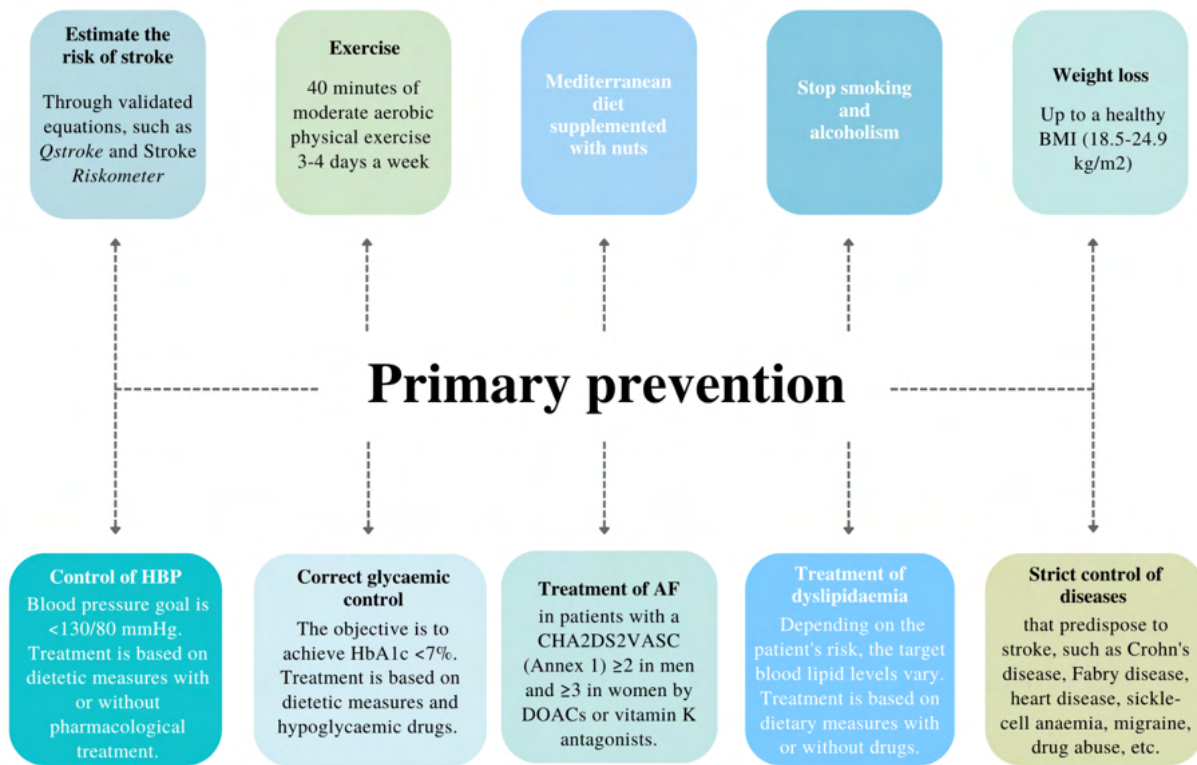 Estimate the
risk of stroke
Through validated
equations, such as
Qstroke and Stroke
Riskometer
Exercise
40 minutes of
moderate aerobic
physical exercise
3-4 days a week
Mediterranean
diet
supplemented
with nuts
Stop smoking
and
alcoholism
Weight loss
Up to a healthy
BMI (18.5-24.9
kg/m2)
Primary prevention
Control of HBP
Blood pressure goal is
<130/80 mmHg.
Treatment is based on
dietetic measures with
or without
pharmacological
treatment.
Correct glycaemic
control
The objective is to
achieve HbA1c <7%.
Treatment is based on
dietetic measures and
hypoglycaemic drugs.
Treatment of AF
in patients with a
CHA2DS2VASC
(Annex 1) ≥2 in men
and ≥3 in women by
DOACs or vitamin K
antagonists.
Treatment of
dyslipidaemia
Depending on the
patient's risk, the target
blood lipid levels vary.
Treatment is based on
dietary measures with
or without drugs.
Strict control of
diseases
that predispose to
stroke, such as Crohn's
disease, Fabry disease,
heart disease, sickle-
cell anaemia, migraine,
drug abuse, etc.